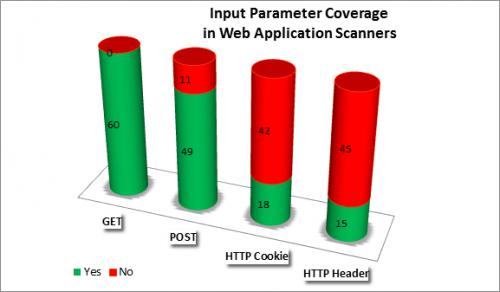 Input Parameter Coverage
in Web Application Scanners
0
60
11
49
42
18
45
15
GET
POST
HTTP Cookie
HTTP Header
Yes No